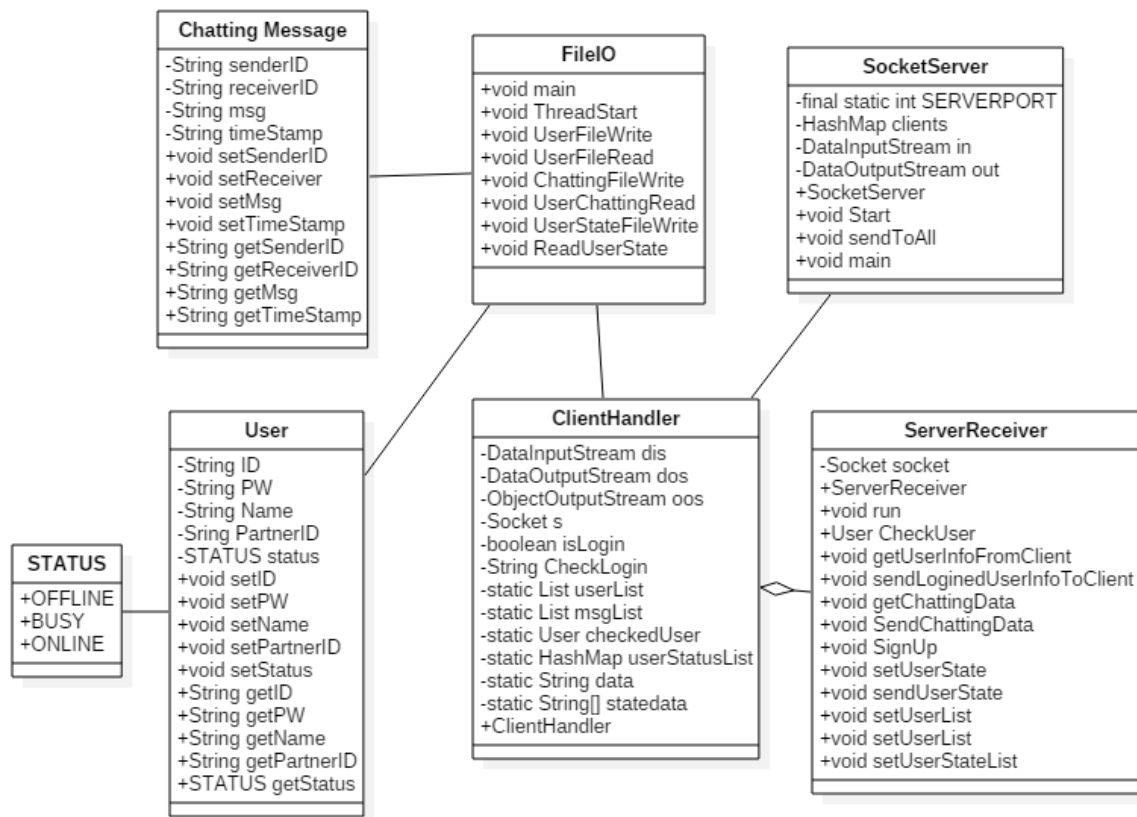 Chatting Message
-String senderID
-String receiverID
-String msg
-String timeStamp
+void setSenderID
+void setReceiver
+void setMsg
+void setTimeStamp
+String getSenderID
+String getReceiverID
+String getMsg
+String getTimeStamp
FileIO
+void main
+void ThreadStart
+void UserFileWrite
+void UserFileRead
+void ChattingFileWrite
+void UserChattingRead
+void UserStateFileWrite
+void ReadUserState
SocketServer
-final static int SERVERPORT
-HashMap clients
-DataInputStream in
-DataOutputStream out
+SocketServer
+void Start
+void sendToAll
+void main
STATUS
+OFFLINE
+BUSY
+ONLINE
User
-String ID
-String PW
-String Name
-Sring PartnerID
-STATUS status
+void setID
+void setPW
+void setName
+void setPartnerID
+void setStatus
+String getID
+String getPW
+String getName
+String getPartnerID
+STATUS getStatus
ClientHandler
-DataInputStream dis
-DataOutputStream dos
-ObjectOutputStream oos
-Socket s
-boolean isLogin
-String CheckLogin
-static List userList
-static List msgList
-static User checkedUser
-static HashMap userStatusList
-static String data
-static String[] statedata
+ClientHandler
ServerReceiver
-Socket socket
+ServerReceiver
+void run
+User CheckUser
+void getUserInfoFromClient
+void sendLoginedUserInfoToClient
+void getChattingData
+void SendChattingData
+void SignUp
+void setUserState
+void sendUserState
+void setUserList
+void setUserList
+void setUserStateList